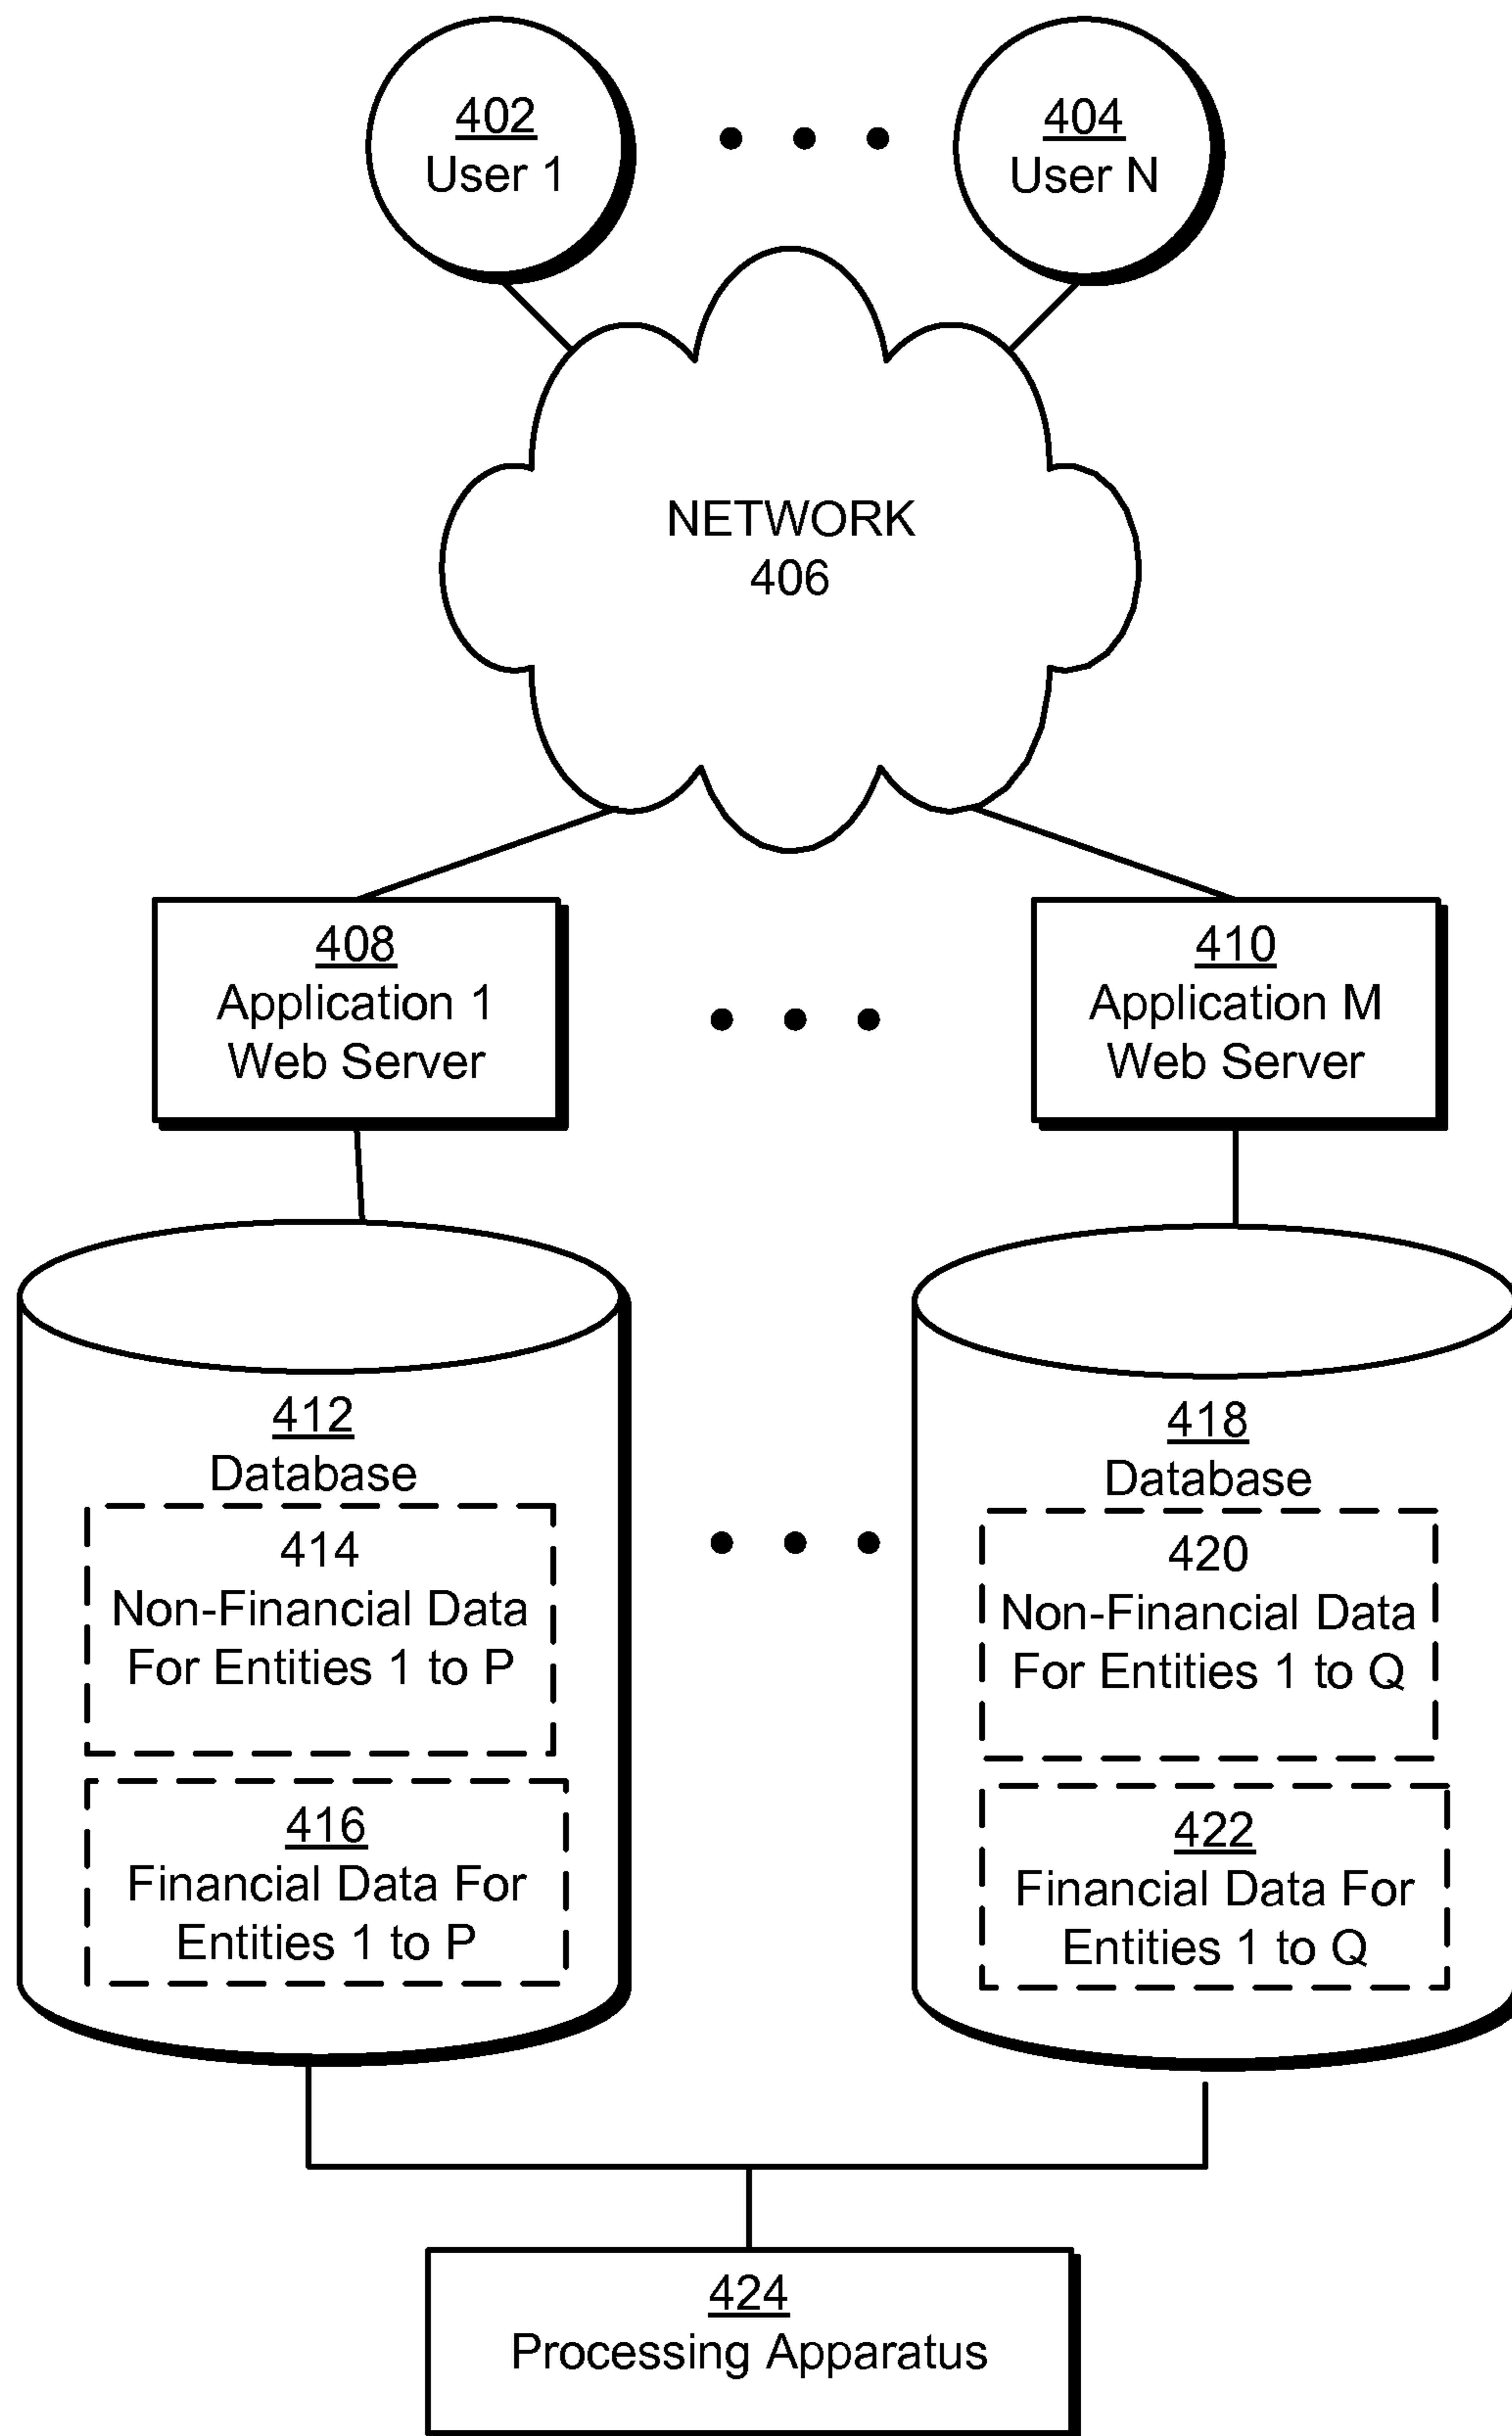 402
User 1
404
User N
NETWORK
406
408
Application 1
Web Server
410
Application M
Web Server
412
Database
414
Non-Financial Data
For Entities 1 to P
416
Financial Data For
Entities 1 to P
418
Database
420
Non-Financial Data
For Entities 1 to Q
422
Financial Data For
Entities 1 to Q
424
Processing Apparatus